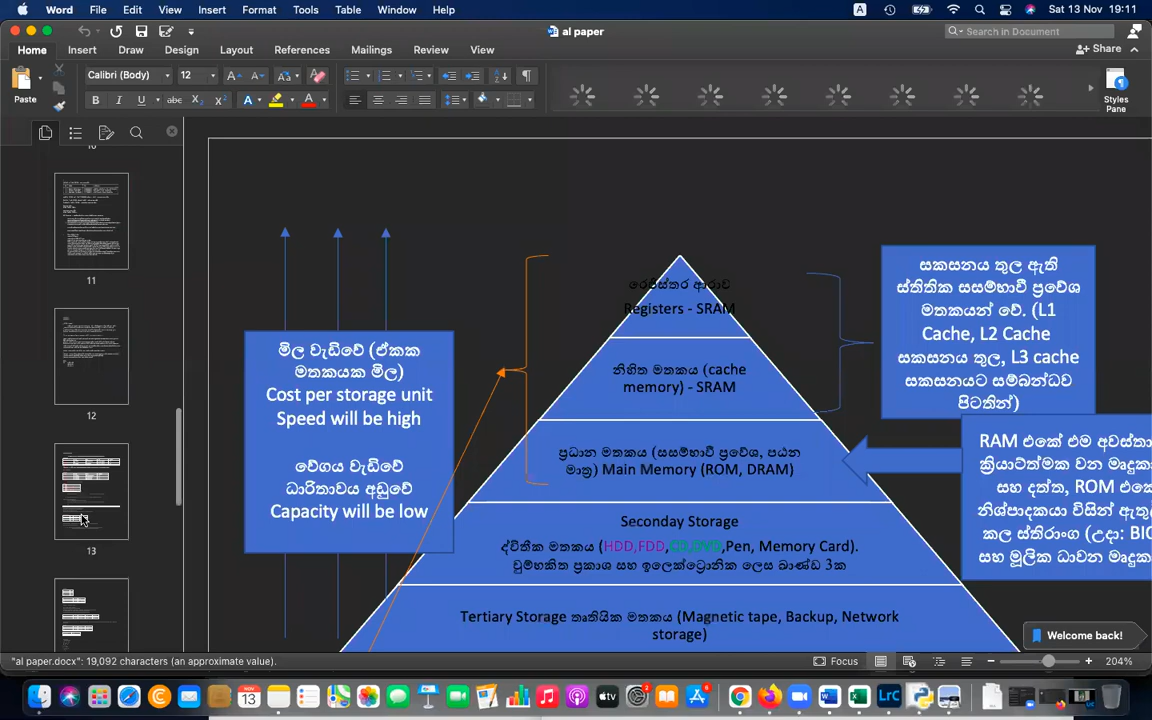 Word File Edit View Insert Format Tools Table Window Help A Sat 13 Nov 19:11
al paper
Search in Document
Home Insert Draw Design Layout References Mailings Review View
Share
Calibri (Body) 12
Paste
Styles
Pane
11
12
13
මිල වැඩිවේ (ඒකක
මතකයක මිල)
Cost per storage unit
Speed will be high
වේගය වැඩිවේ
ධාරිතාවය අඩුවේ
Capacity will be low
රෙජිස්තර ආරාව
Registers - SRAM
නිහිත මතකය (cache
memory) - SRAM
ප්‍රධාන මතකය (සසම්භාවී ප්‍රවේශ, පඨන
මාත්‍ර) Main Memory (ROM, DRAM)
Seconday Storage
ද්විතීක මතකය (HDD,FDD,CD,DVD,Pen, Memory Card).
චුම්භකිත ප්‍රකාශ සහ ඉලෙක්ට්‍රොනික ලෙස ඛාණ්ඩ 3ක
Tertiary Storage තෘතියික මතකය (Magnetic tape, Backup, Network
storage)
සකසනය තුල ඇති
ස්තිතික සසම්භාවී ප්‍රවේශ
මතකයන් වේ. (L1
Cache, L2 Cache
සකසනය තුල, L3 cache
සකසනයට සම්බන්ධව
පිටතින්)
RAM එකේ එම අවස්තා
ක්‍රියාට්ත්මක වන මෘදුකා
සහ දත්ත, ROM එකේ
නිශ්පාදකයා විසින් ඇතුල
කල ස්තිරාංග (උදා: BIO
සහ මූලික ධාවන මෘදුක
Welcome back!
"al paper.docx": 19,092 characters (an approximate value).
Focus
204%
NOV
13
tv
Lrc